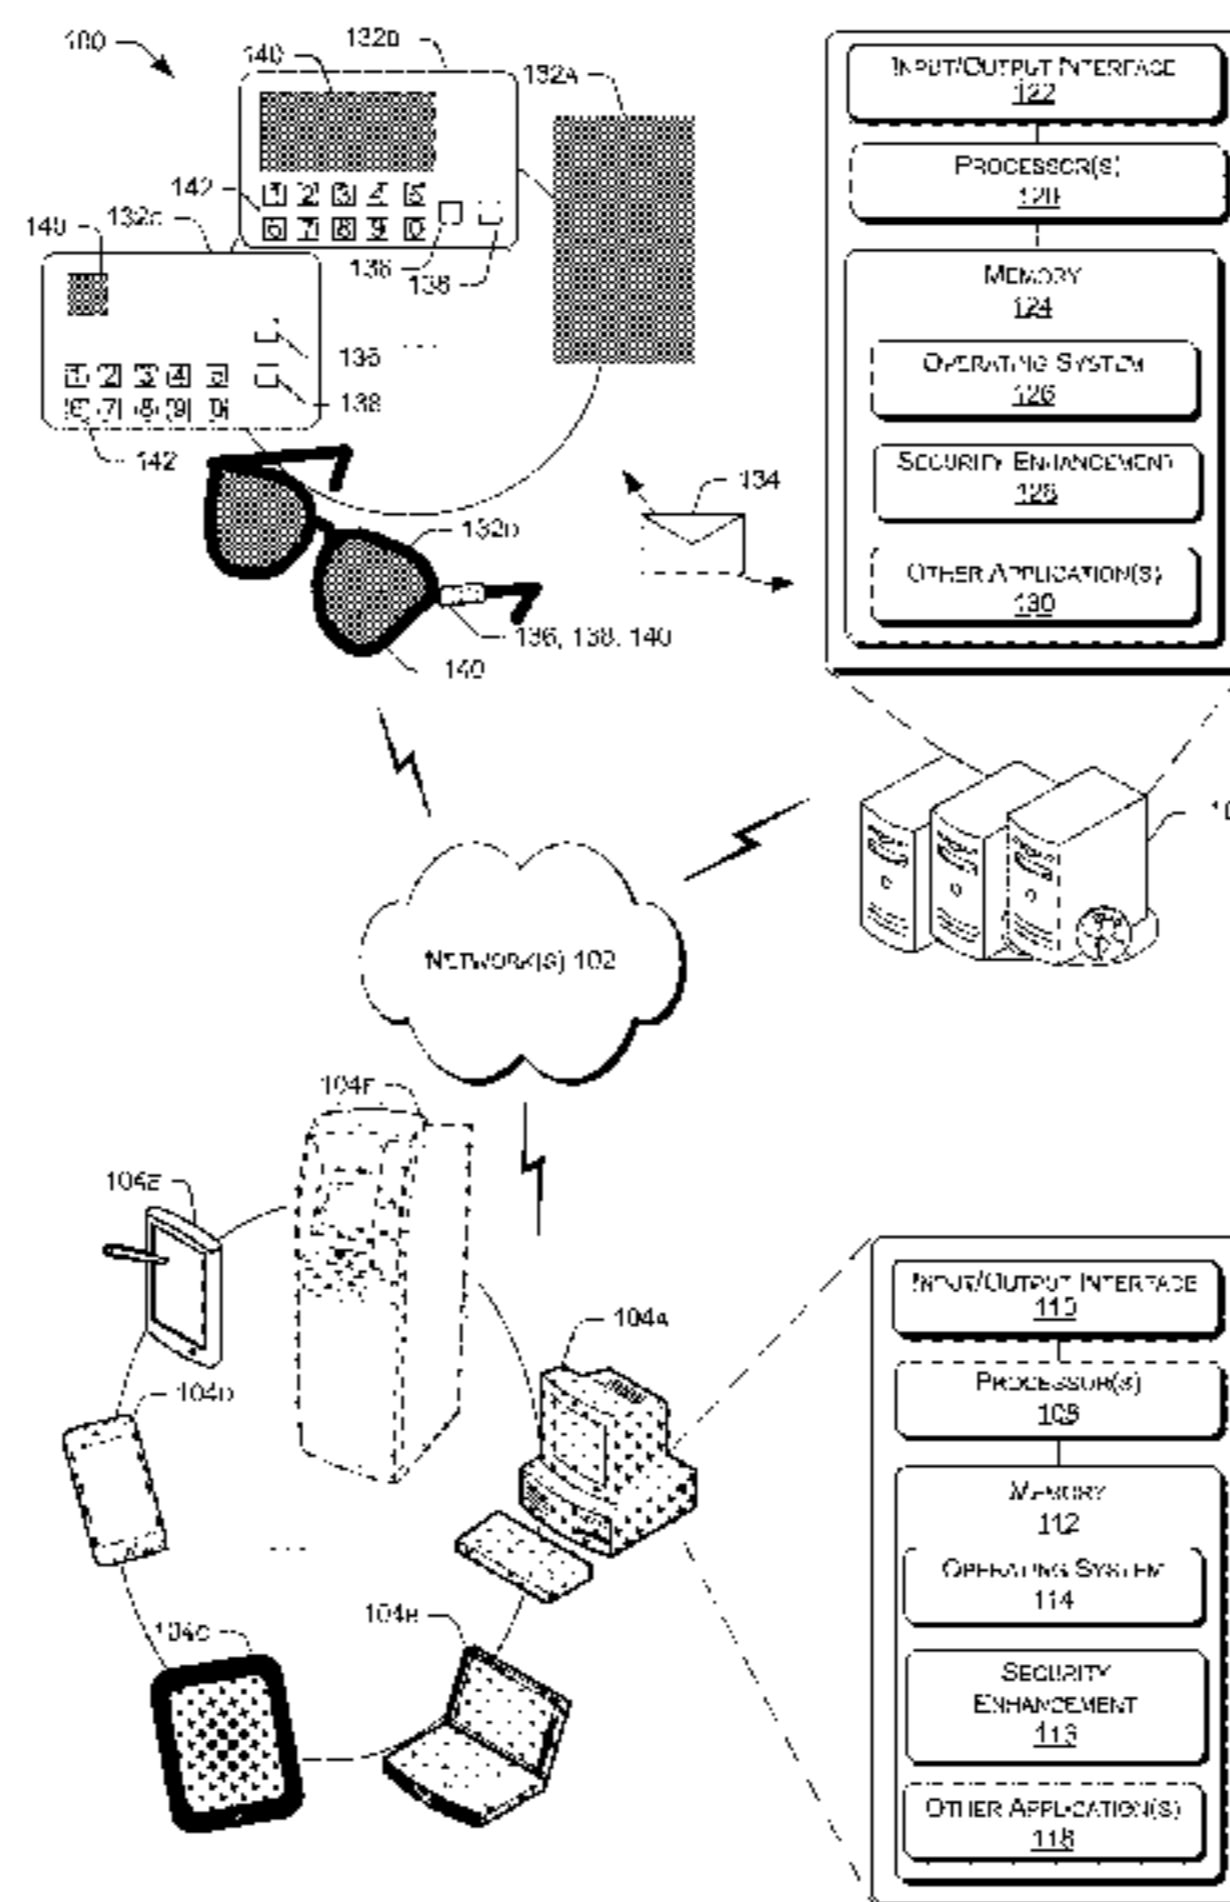 100
140
132B
132A
INPUT/OUTPUT INTERFACE
122
PROCESSOR(S)
120
142
1 2 3 4 5
6 7 8 9 0
136
138
140
132C
MEMORY
124
136
138
1 2 3 4 5
6 7 8 9 0
142
OPERATING SYSTEM
126
SECURITY ENHANCEMENT
OTHER APPLICATION(S)
130
134
132D
136, 138, 140
140
NETWORK(S) 102
104F
104E
104D
104A
104B
104C
INPUT/OUTPUT INTERFACE
110
PROCESSOR(S)
108
MEMORY
112
OPERATING SYSTEM
114
SECURITY
ENHANCEMENT
OTHER APPLICATION(S)
118